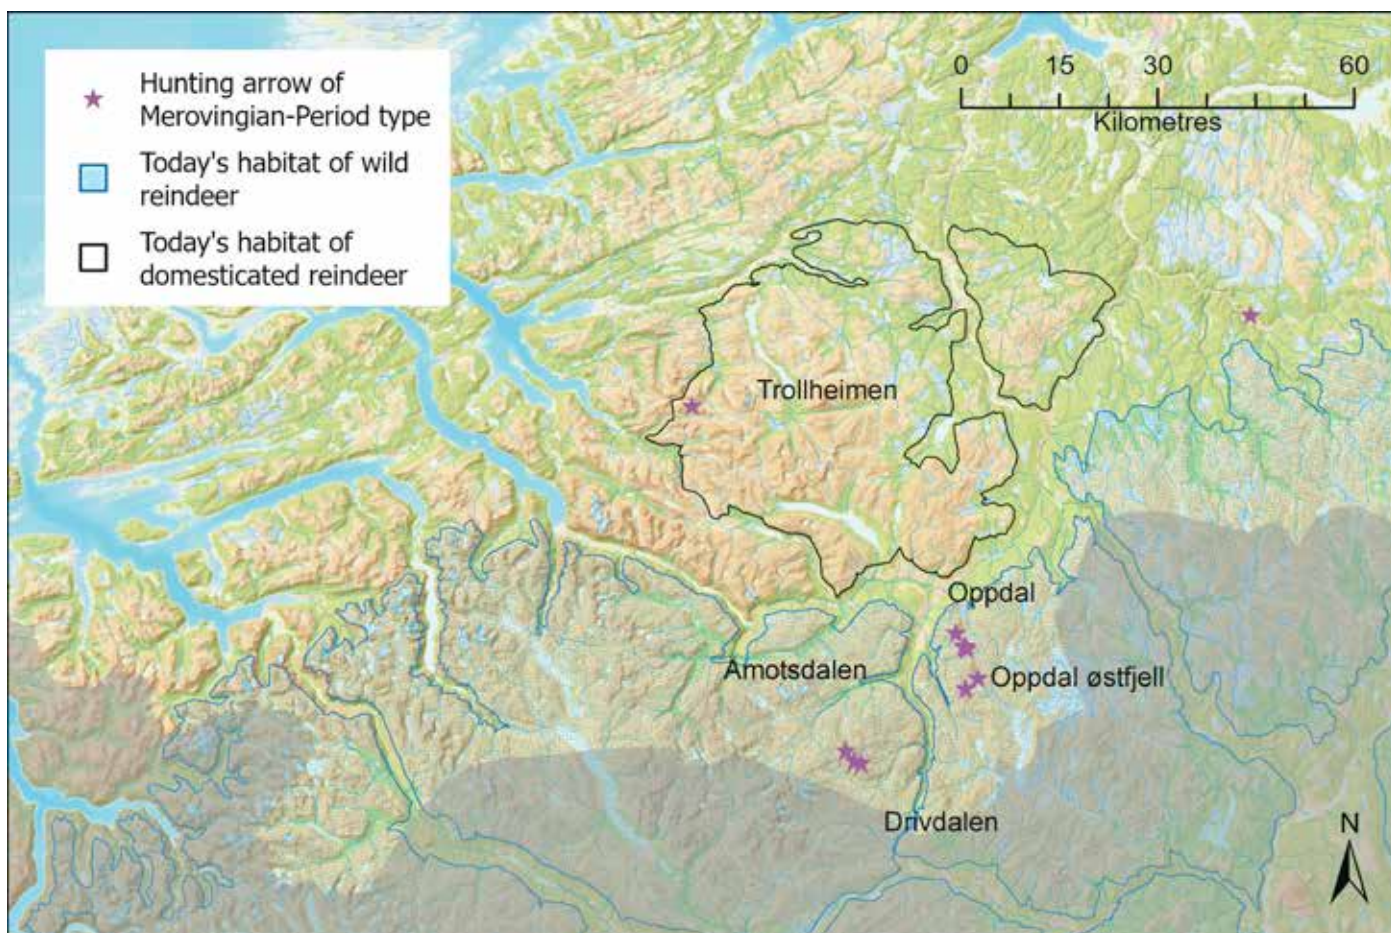 Hunting arrow of
Merovingian-Period type
Today's habitat of wild
reindeer
Today's habitat of
domesticated reindeer
0 15 30 60
Kilometres
Trollheimen
Oppdal
Åmotsdalen
Oppdal østfjell
Drivdalen
N